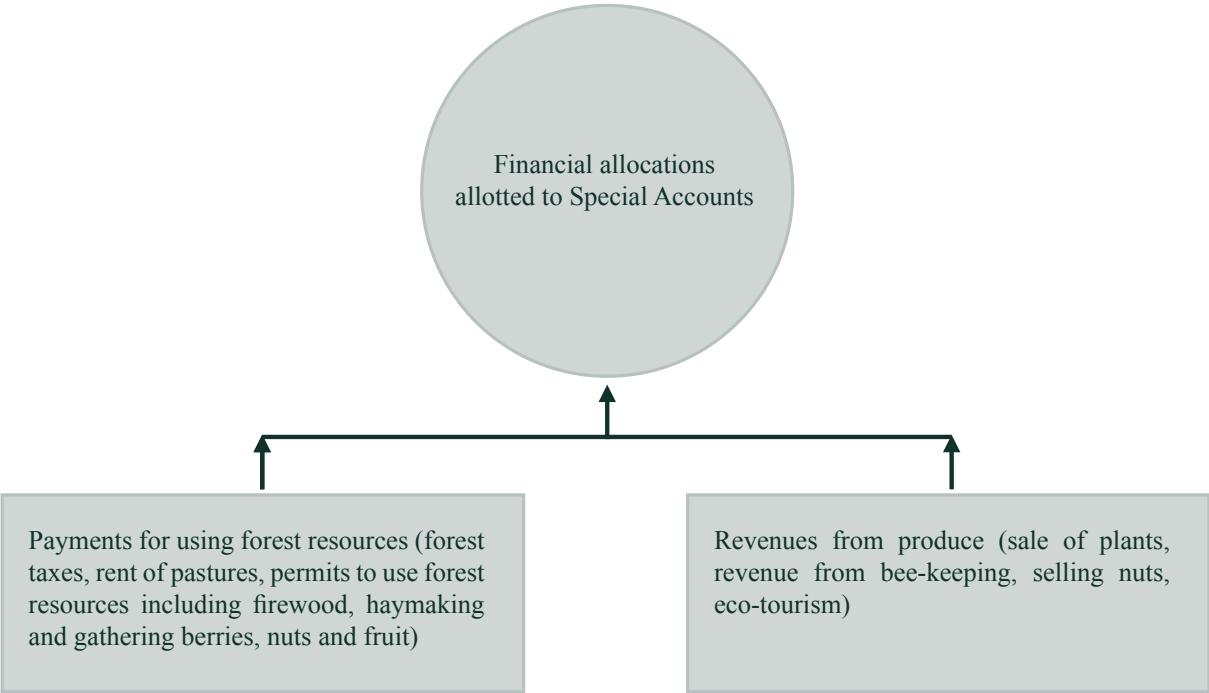 Financial allocations
allotted to Special Accounts
Payments for using forest resources (forest
taxes, rent of pastures, permits to use forest
resources including firewood, haymaking
and gathering berries, nuts and fruit)
Revenues from produce (sale of plants,
revenue from bee-keeping, selling nuts,
eco-tourism)